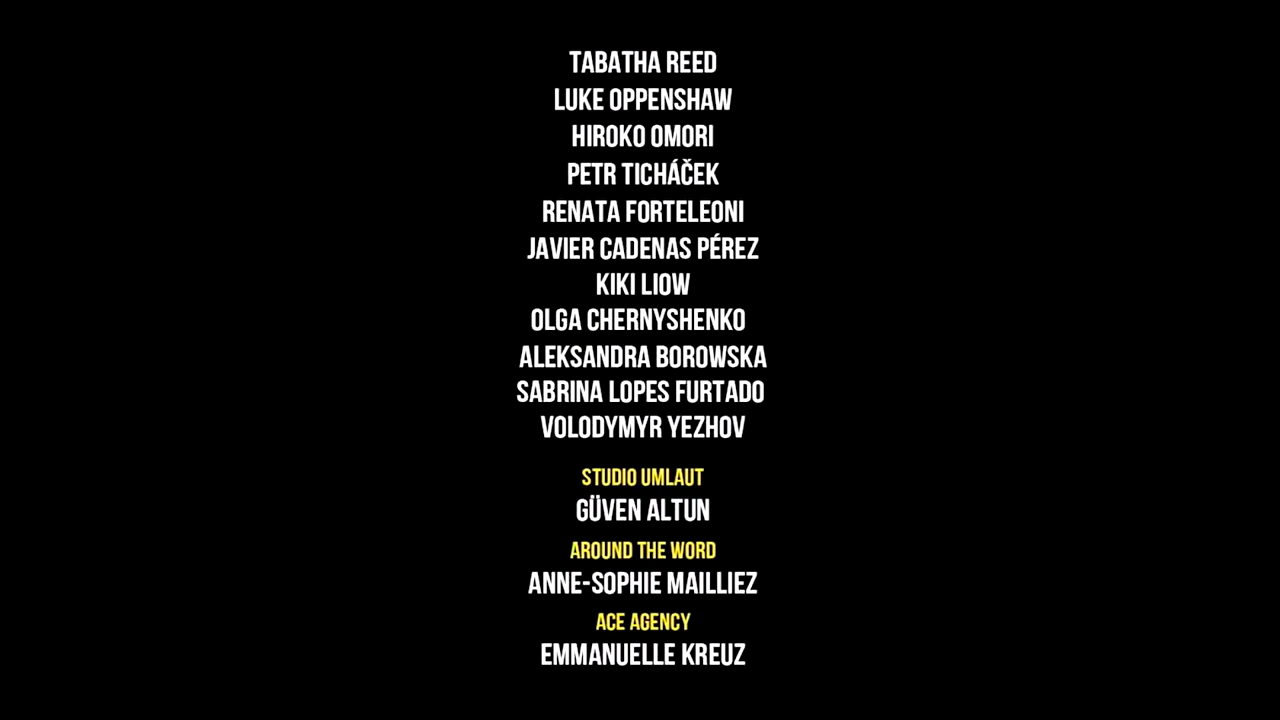 TABATHA REED
LUKE OPPENSHAW
HIROKO OMORI
PETR TICHÁČEK
RENATA FORTELEONI
JAVIER CADENAS PÉREZ
KIKI LIOW
OLGA CHERNYSHENKO
ALEKSANDRA BOROWSKA
SABRINA LOPES FURTADO
VOLODYMYR YEZHOV
STUDIO UMLAUT
GÜVEN ALTUN
AROUND THE WORD
ANNE-SOPHIE MAILLIEZ
ACE AGENCY
EMMANUELLE KREUZ